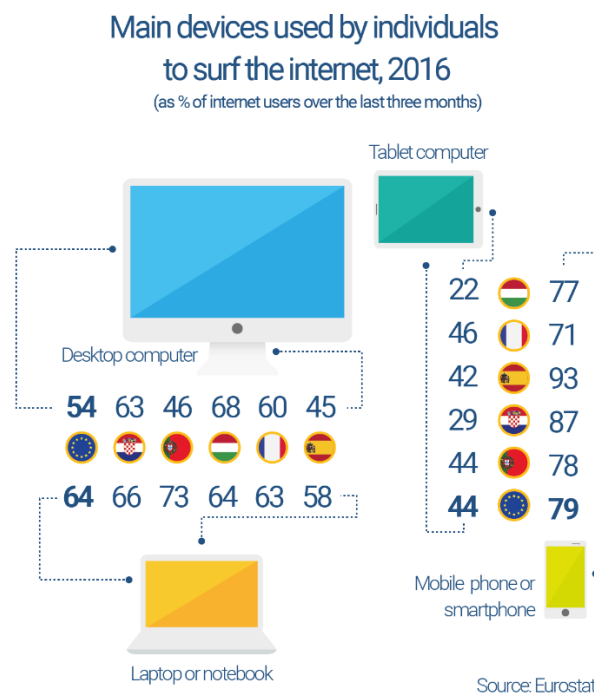 Main devices used by individuals
to surf the internet, 2016
(as % of internet users over the last three months)
Tablet computer
Desktop computer
54 63 46 68 60 45
64 66 73 64 63 58
Laptop or notebook
22 77
46 71
42 93
29 87
44 78
44 79
Mobile phone or
smartphone
Source: Eurostat